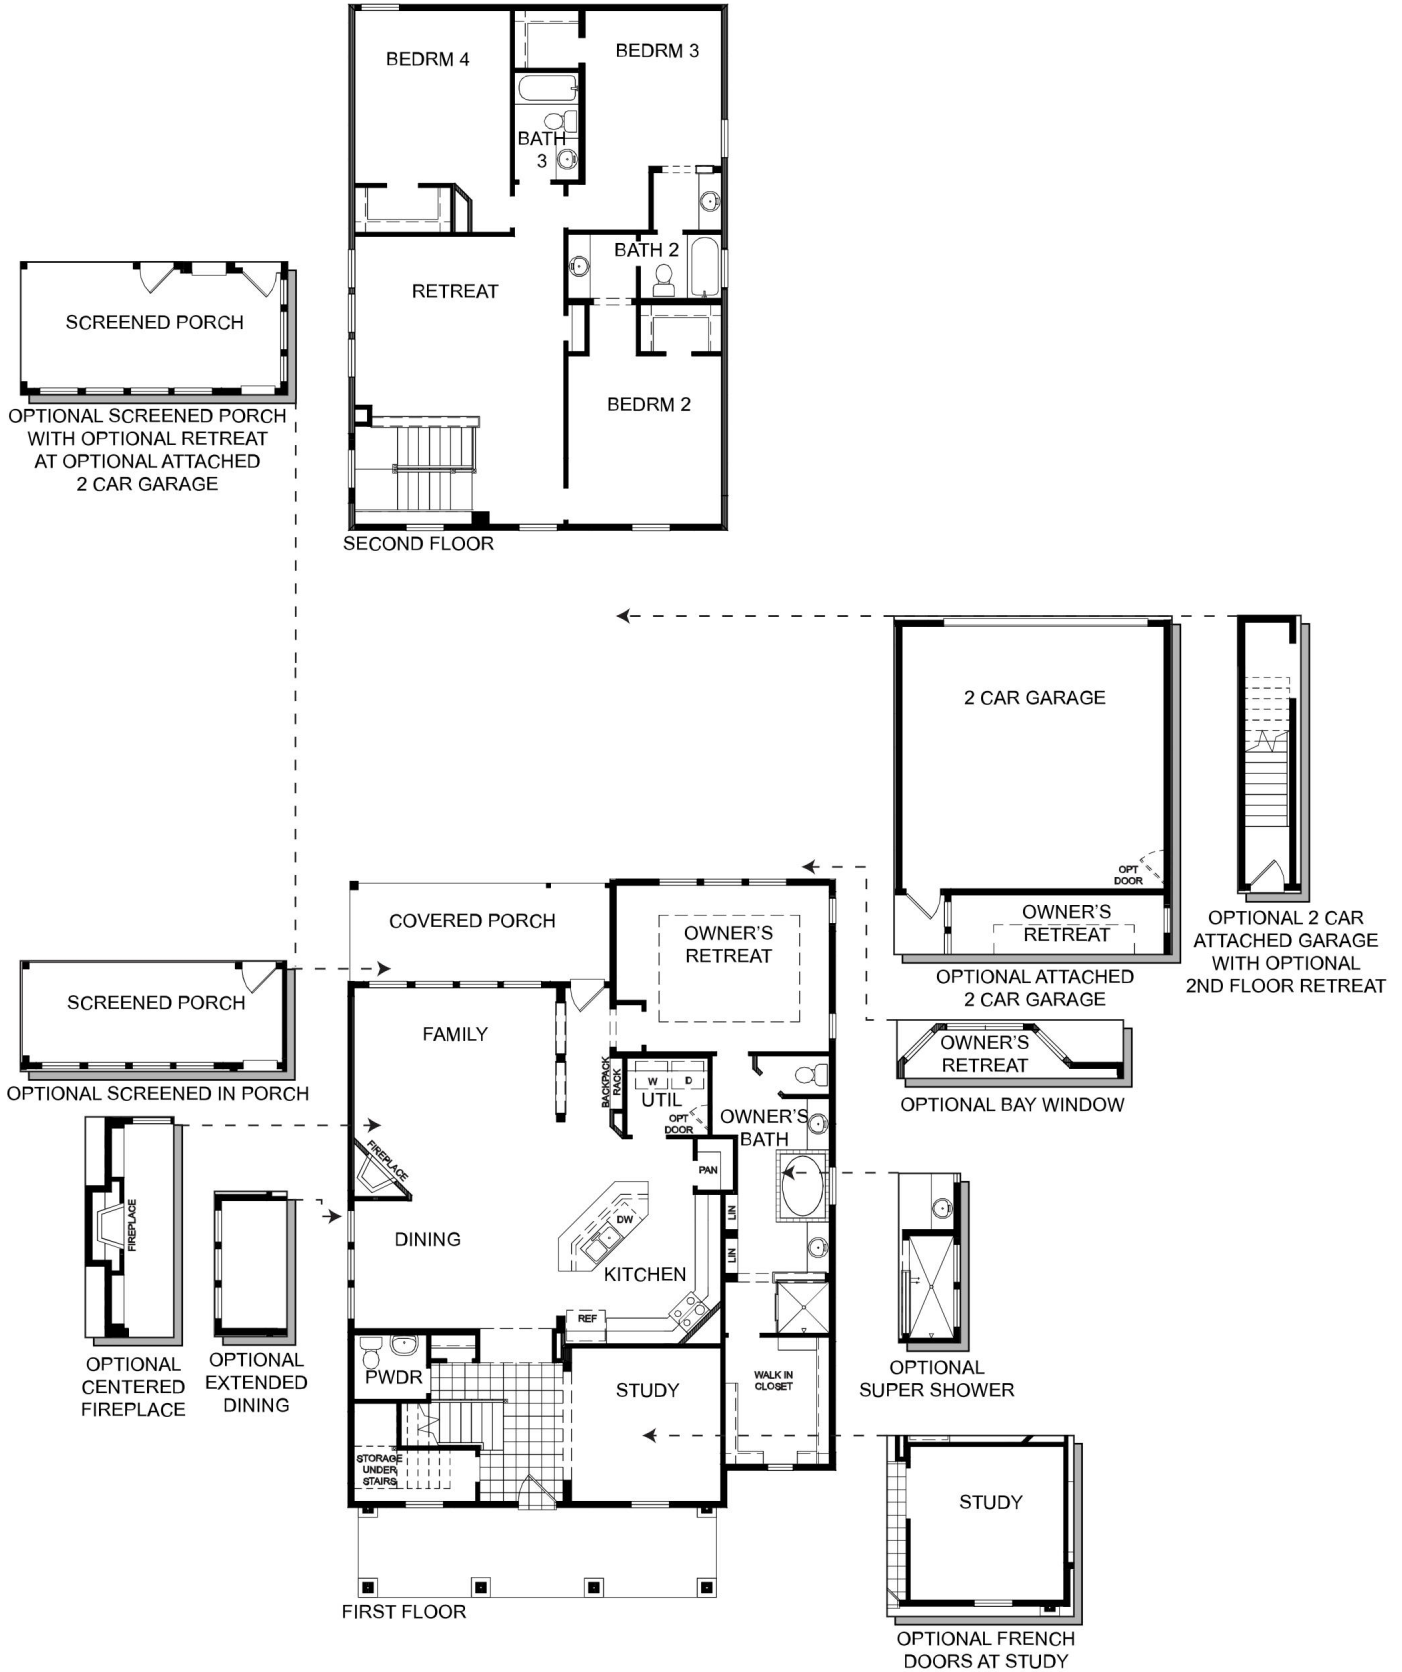 BEDRM 4
BEDRM 3
BATH
3
BATH 2
RETREAT
BEDRM 2
SECOND FLOOR
SCREENED PORCH
OPTIONAL SCREENED PORCH
WITH OPTIONAL RETREAT
AT OPTIONAL ATTACHED
2 CAR GARAGE
2 CAR GARAGE
OPT
DOOR
OWNER'S
RETREAT
OPTIONAL ATTACHED
2 CAR GARAGE
OPTIONAL 2 CAR
ATTACHED GARAGE
WITH OPTIONAL
2ND FLOOR RETREAT
OWNER'S
RETREAT
OPTIONAL BAY WINDOW
SCREENED PORCH
OPTIONAL SCREENED IN PORCH
FIREPLACE
OPTIONAL
CENTERED
FIREPLACE
OPTIONAL
EXTENDED
DINING
COVERED PORCH
OWNER'S
RETREAT
FAMILY
BACKPACK
RACK
W
D
UTIL
OPT
DOOR
OWNER'S
BATH
FIREPLACE
PAN
LIN
LIN
DW
DINING
KITCHEN
REF
PWDR
STUDY
WALK IN
CLOSET
STORAGE
UNDER
STAIRS
FIRST FLOOR
OPTIONAL
SUPER SHOWER
STUDY
OPTIONAL FRENCH
DOORS AT STUDY